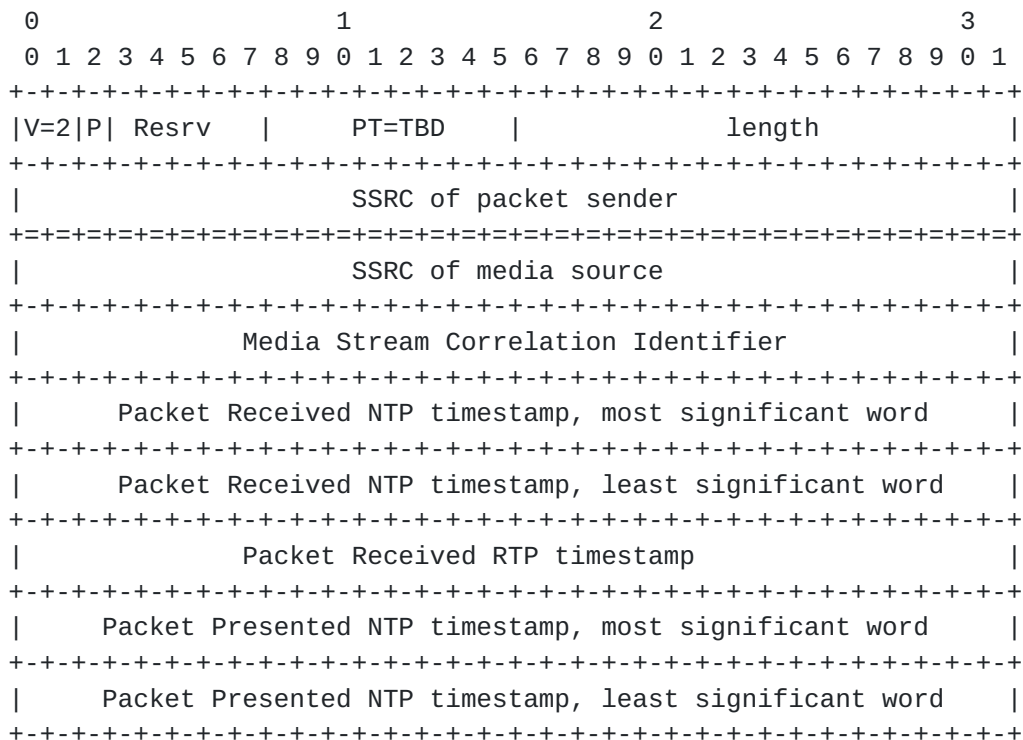 0                   1                   2                   3
 0 1 2 3 4 5 6 7 8 9 0 1 2 3 4 5 6 7 8 9 0 1 2 3 4 5 6 7 8 9 0 1
+-+-+-+-+-+-+-+-+-+-+-+-+-+-+-+-+-+-+-+-+-+-+-+-+-+-+-+-+-+-+-+-+
|V=2|P| Resrv   |     PT=TBD    |             length            |
+-+-+-+-+-+-+-+-+-+-+-+-+-+-+-+-+-+-+-+-+-+-+-+-+-+-+-+-+-+-+-+-+
|                     SSRC of packet sender                     |
+=+=+=+=+=+=+=+=+=+=+=+=+=+=+=+=+=+=+=+=+=+=+=+=+=+=+=+=+=+=+=+=+
|                     SSRC of media source                      |
+-+-+-+-+-+-+-+-+-+-+-+-+-+-+-+-+-+-+-+-+-+-+-+-+-+-+-+-+-+-+-+-+
|              Media Stream Correlation Identifier              |
+-+-+-+-+-+-+-+-+-+-+-+-+-+-+-+-+-+-+-+-+-+-+-+-+-+-+-+-+-+-+-+-+
|      Packet Received NTP timestamp, most significant word     |
+-+-+-+-+-+-+-+-+-+-+-+-+-+-+-+-+-+-+-+-+-+-+-+-+-+-+-+-+-+-+-+-+
|      Packet Received NTP timestamp, least significant word    |
+-+-+-+-+-+-+-+-+-+-+-+-+-+-+-+-+-+-+-+-+-+-+-+-+-+-+-+-+-+-+-+-+
|              Packet Received RTP timestamp                    |
+-+-+-+-+-+-+-+-+-+-+-+-+-+-+-+-+-+-+-+-+-+-+-+-+-+-+-+-+-+-+-+-+
|     Packet Presented NTP timestamp, most significant word     |
+-+-+-+-+-+-+-+-+-+-+-+-+-+-+-+-+-+-+-+-+-+-+-+-+-+-+-+-+-+-+-+-+
|     Packet Presented NTP timestamp, least significant word    |
+-+-+-+-+-+-+-+-+-+-+-+-+-+-+-+-+-+-+-+-+-+-+-+-+-+-+-+-+-+-+-+-+